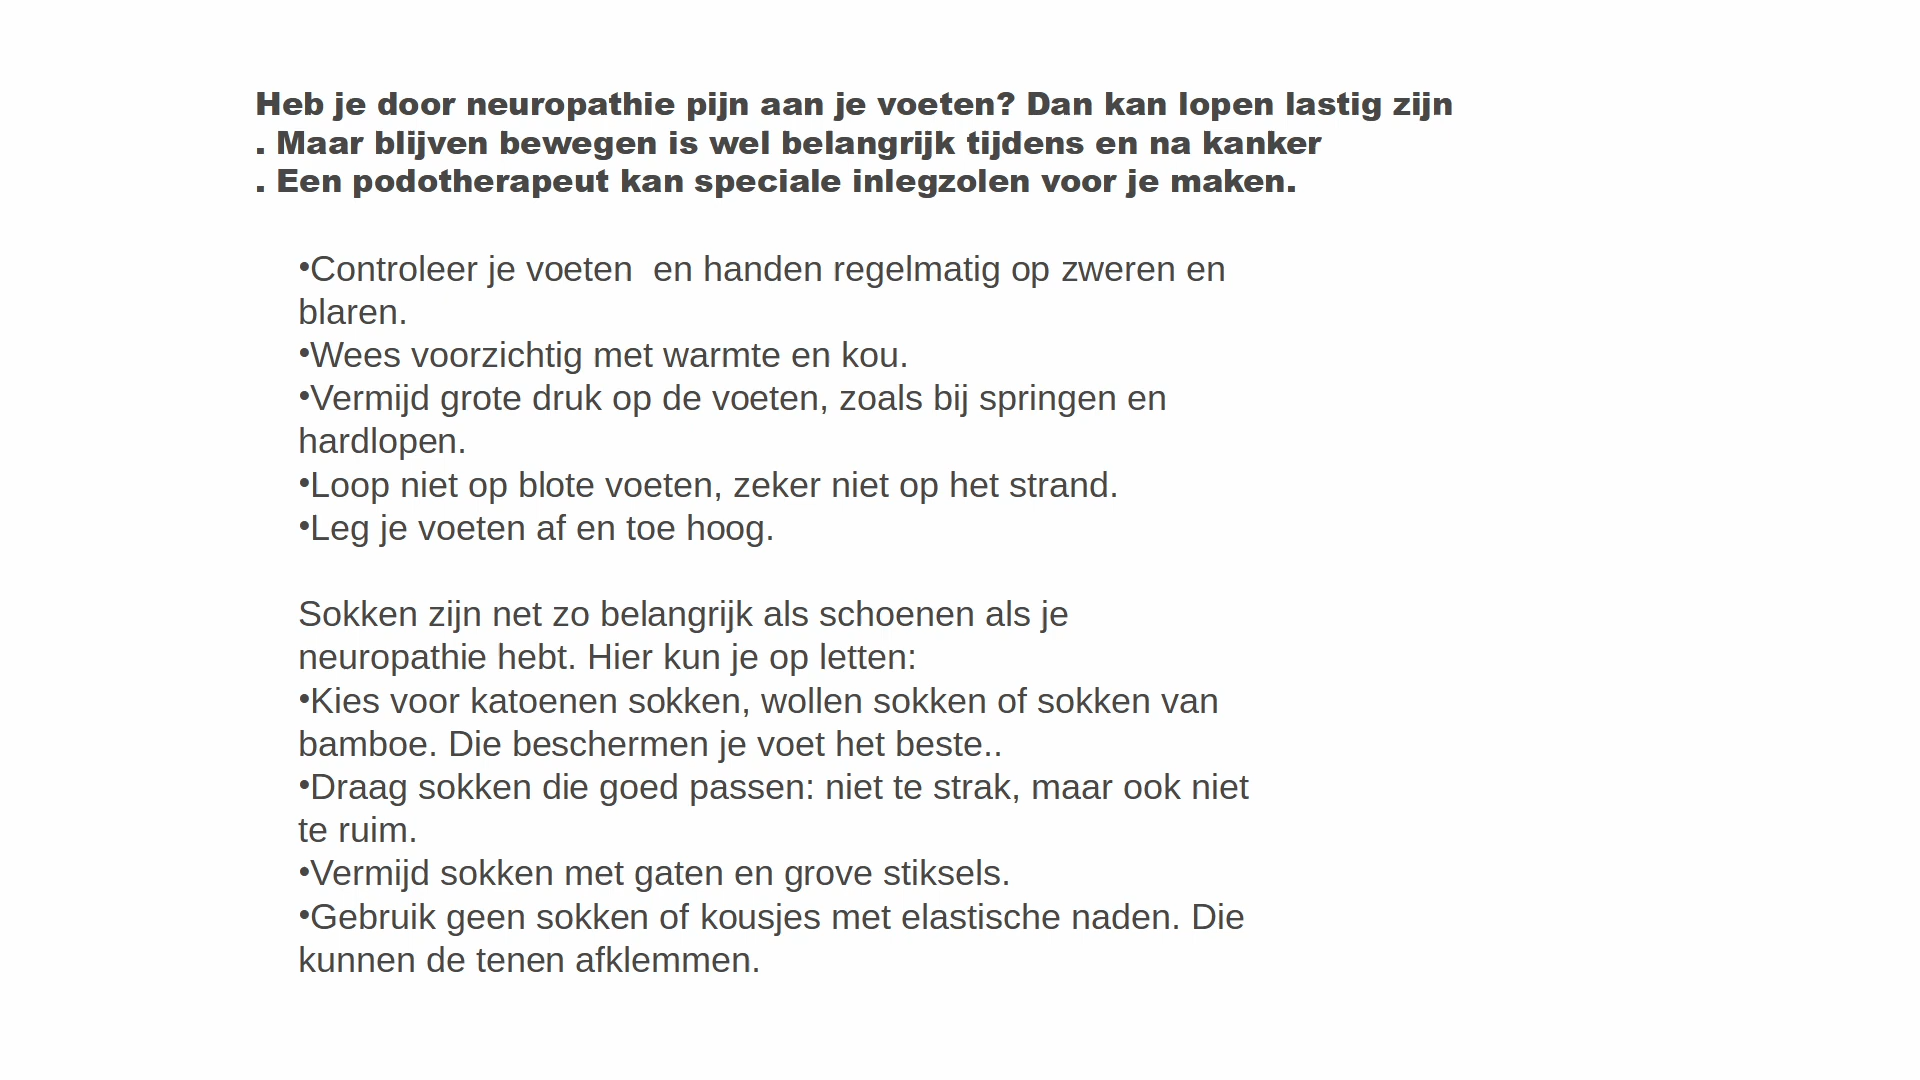 Heb je door neuropathie pijn aan je voeten? Dan kan lopen lastig zijn
. Maar blijven bewegen is wel belangrijk tijdens en na kanker
. Een podotherapeut kan speciale inlegzolen voor je maken.
•Controleer je voeten  en handen regelmatig op zweren en
blaren.
•Wees voorzichtig met warmte en kou.
•Vermijd grote druk op de voeten, zoals bij springen en
hardlopen.
•Loop niet op blote voeten, zeker niet op het strand.
•Leg je voeten af en toe hoog.
Sokken zijn net zo belangrijk als schoenen als je
neuropathie hebt. Hier kun je op letten:
•Kies voor katoenen sokken, wollen sokken of sokken van
bamboe. Die beschermen je voet het beste..
•Draag sokken die goed passen: niet te strak, maar ook niet
te ruim.
•Vermijd sokken met gaten en grove stiksels.
•Gebruik geen sokken of kousjes met elastische naden. Die
kunnen de tenen afklemmen.